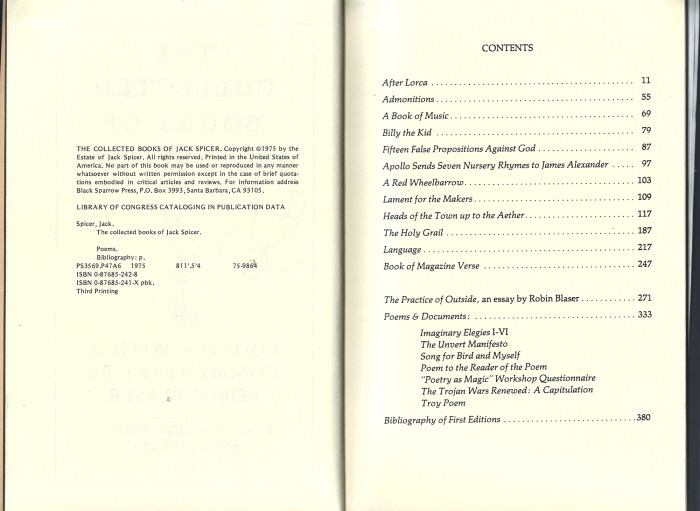 THE COLLECTED BOOKS OF JACK SPICER. Copyright ©1975 by the
Estate of Jack Spicer. All rights reserved. Printed in the United States of
America. No part of this book may be used or reproduced in any manner
whatsoever without written permission except in the case of brief quota-
tions embodied in critical articles and reviews. For information address
Black Sparrow Press, P.O. Box 3993, Santa Barbara, CA 93105.
LIBRARY OF CONGRESS CATALOGING IN PUBLICATION DATA
Spicer, Jack.
The collected books of Jack Spicer.
Poems.
Bibliography: p.
PS3569.P47A6 1975 811'.5'4 75-9864
ISBN 0-87685-242-8
ISBN 0-87685-241-X pbk.
Third Printing
CONTENTS
After Lorca 11
Admonitions 55
A Book of Music 69
Billy the Kid 79
Fifteen False Propositions Against God 87
Apollo Sends Seven Nursery Rhymes to James Alexander 97
A Red Wheelbarrow 103
Lament for the Makers 109
Heads of the Town up to the Aether 117
The Holy Grail 187
Language 217
Book of Magazine Verse 247
The Practice of Outside, an essay by Robin Blaser 271
Poems & Documents: 333
Imaginary Elegies I-VI
The Unvert Manifesto
Song for Bird and Myself
Poem to the Reader of the Poem
"Poetry as Magic" Workshop Questionnaire
The Trojan Wars Renewed: A Capitulation
Troy Poem
Bibliography of First Editions 380